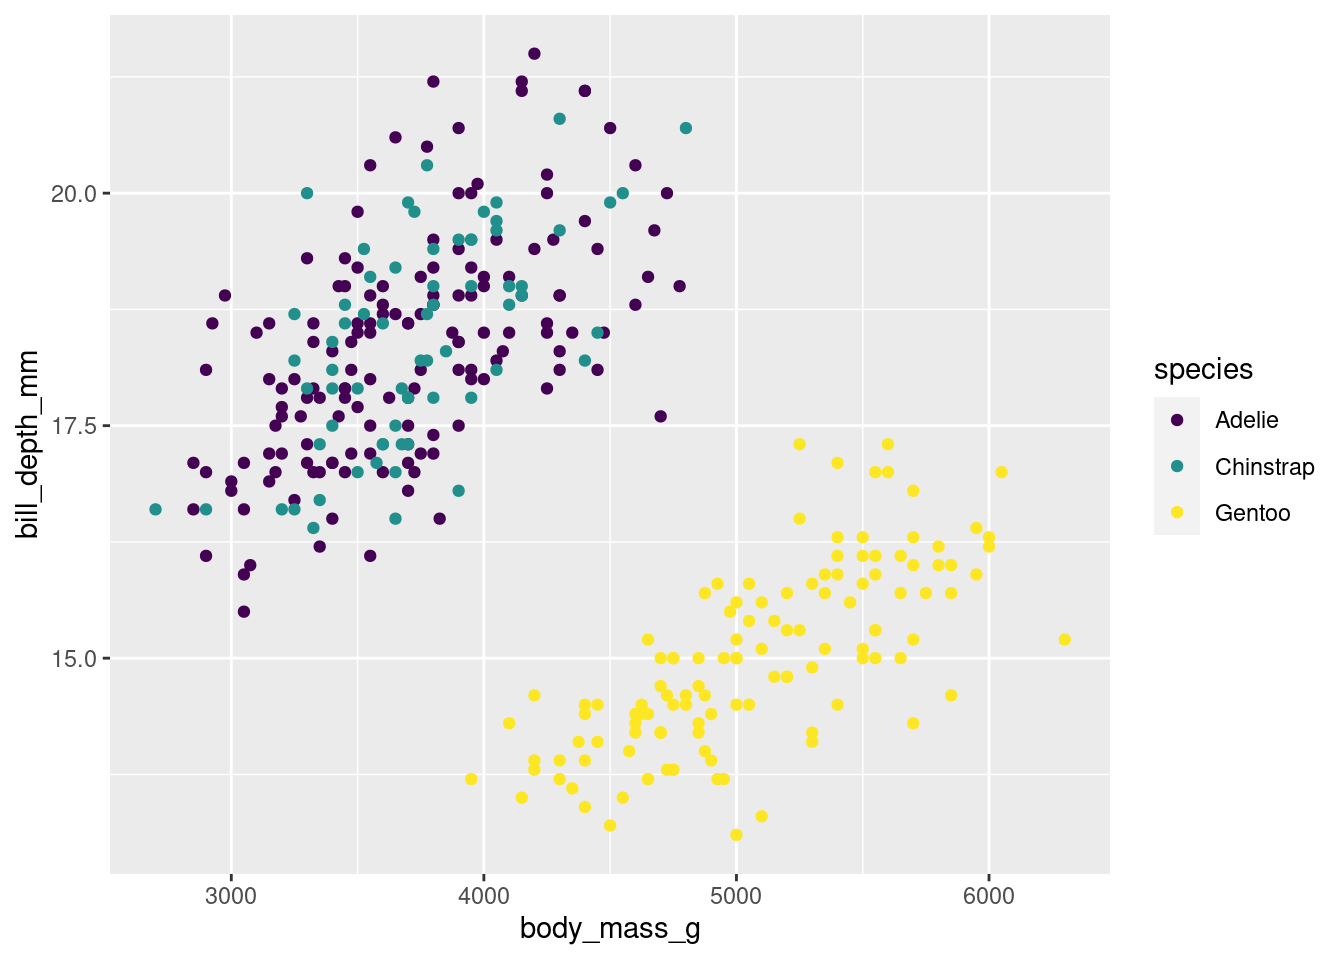 20.0
17.5
15.0
bill_depth_mm
3000 4000 5000 6000
body_mass_g
species
Adelie
Chinstrap
Gentoo